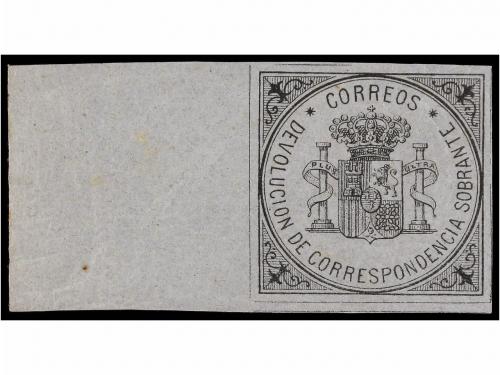 * CORREOS *
DEVOLUCION DE CORRESPONDENCIA SOBRANTE
PLUS ULTRA